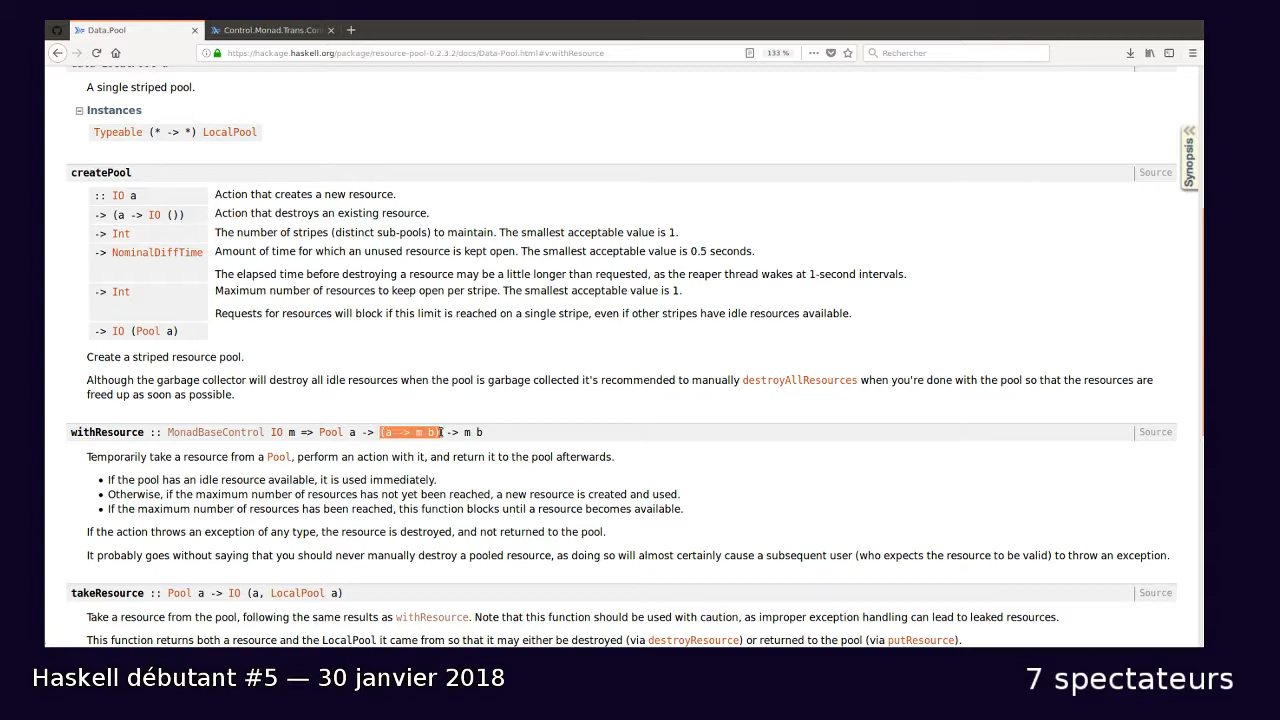 Data.Pool
Control.Monad.Trans.Con
https://hackage.haskell.org/package/resource-pool-0.2.3.2/docs/Data-Pool.html#v:withResource
133 %
Rechercher
A single striped pool.
Instances
Typeable (* -> *) LocalPool
Synopsis
createPool
Source
:: IO a Action that creates a new resource.
-> (a -> IO ()) Action that destroys an existing resource.
-> Int The number of stripes (distinct sub-pools) to maintain. The smallest acceptable value is 1.
-> NominalDiffTime Amount of time for which an unused resource is kept open. The smallest acceptable value is 0.5 seconds.
The elapsed time before destroying a resource may be a little longer than requested, as the reaper thread wakes at 1-second intervals.
-> Int Maximum number of resources to keep open per stripe. The smallest acceptable value is 1.
Requests for resources will block if this limit is reached on a single stripe, even if other stripes have idle resources available.
-> IO (Pool a)
Create a striped resource pool.
Although the garbage collector will destroy all idle resources when the pool is garbage collected it's recommended to manually destroyAllResources when you're done with the pool so that the resources are
freed up as soon as possible.
withResource :: MonadBaseControl IO m => Pool a -> (a -> m b) -> m b
Source
Temporarily take a resource from a Pool, perform an action with it, and return it to the pool afterwards.
• If the pool has an idle resource available, it is used immediately.
• Otherwise, if the maximum number of resources has not yet been reached, a new resource is created and used.
• If the maximum number of resources has been reached, this function blocks until a resource becomes available.
If the action throws an exception of any type, the resource is destroyed, and not returned to the pool.
It probably goes without saying that you should never manually destroy a pooled resource, as doing so will almost certainly cause a subsequent user (who expects the resource to be valid) to throw an exception.
takeResource :: Pool a -> IO (a, LocalPool a)
Source
Take a resource from the pool, following the same results as withResource. Note that this function should be used with caution, as improper exception handling can lead to leaked resources.
This function returns both a resource and the LocalPool it came from so that it may either be destroyed (via destroyResource) or returned to the pool (via putResource).
Haskell débutant #5 — 30 janvier 2018
7 spectateurs